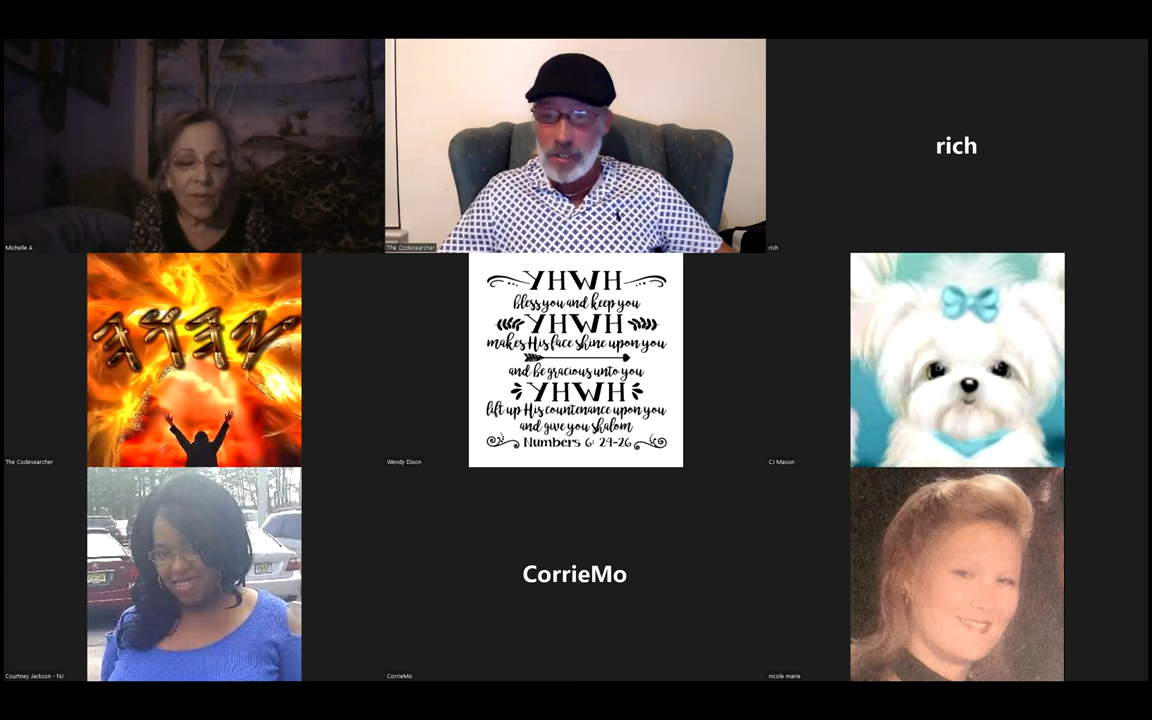 Michelle A
The Codesearcher
rich
rich
𐤉𐤄𐤅𐤄
The Codesearcher
YHWH
bless you and keep you
YHWH
makes His face shine upon you
and be gracious unto you
YHWH
lift up His countenance upon you
and give you shalom
Numbers 6: 24-26
Wendy Dixon
CJ Mason
Courtney Jackson - NJ
CorrieMo
CorrieMo
nicole marie